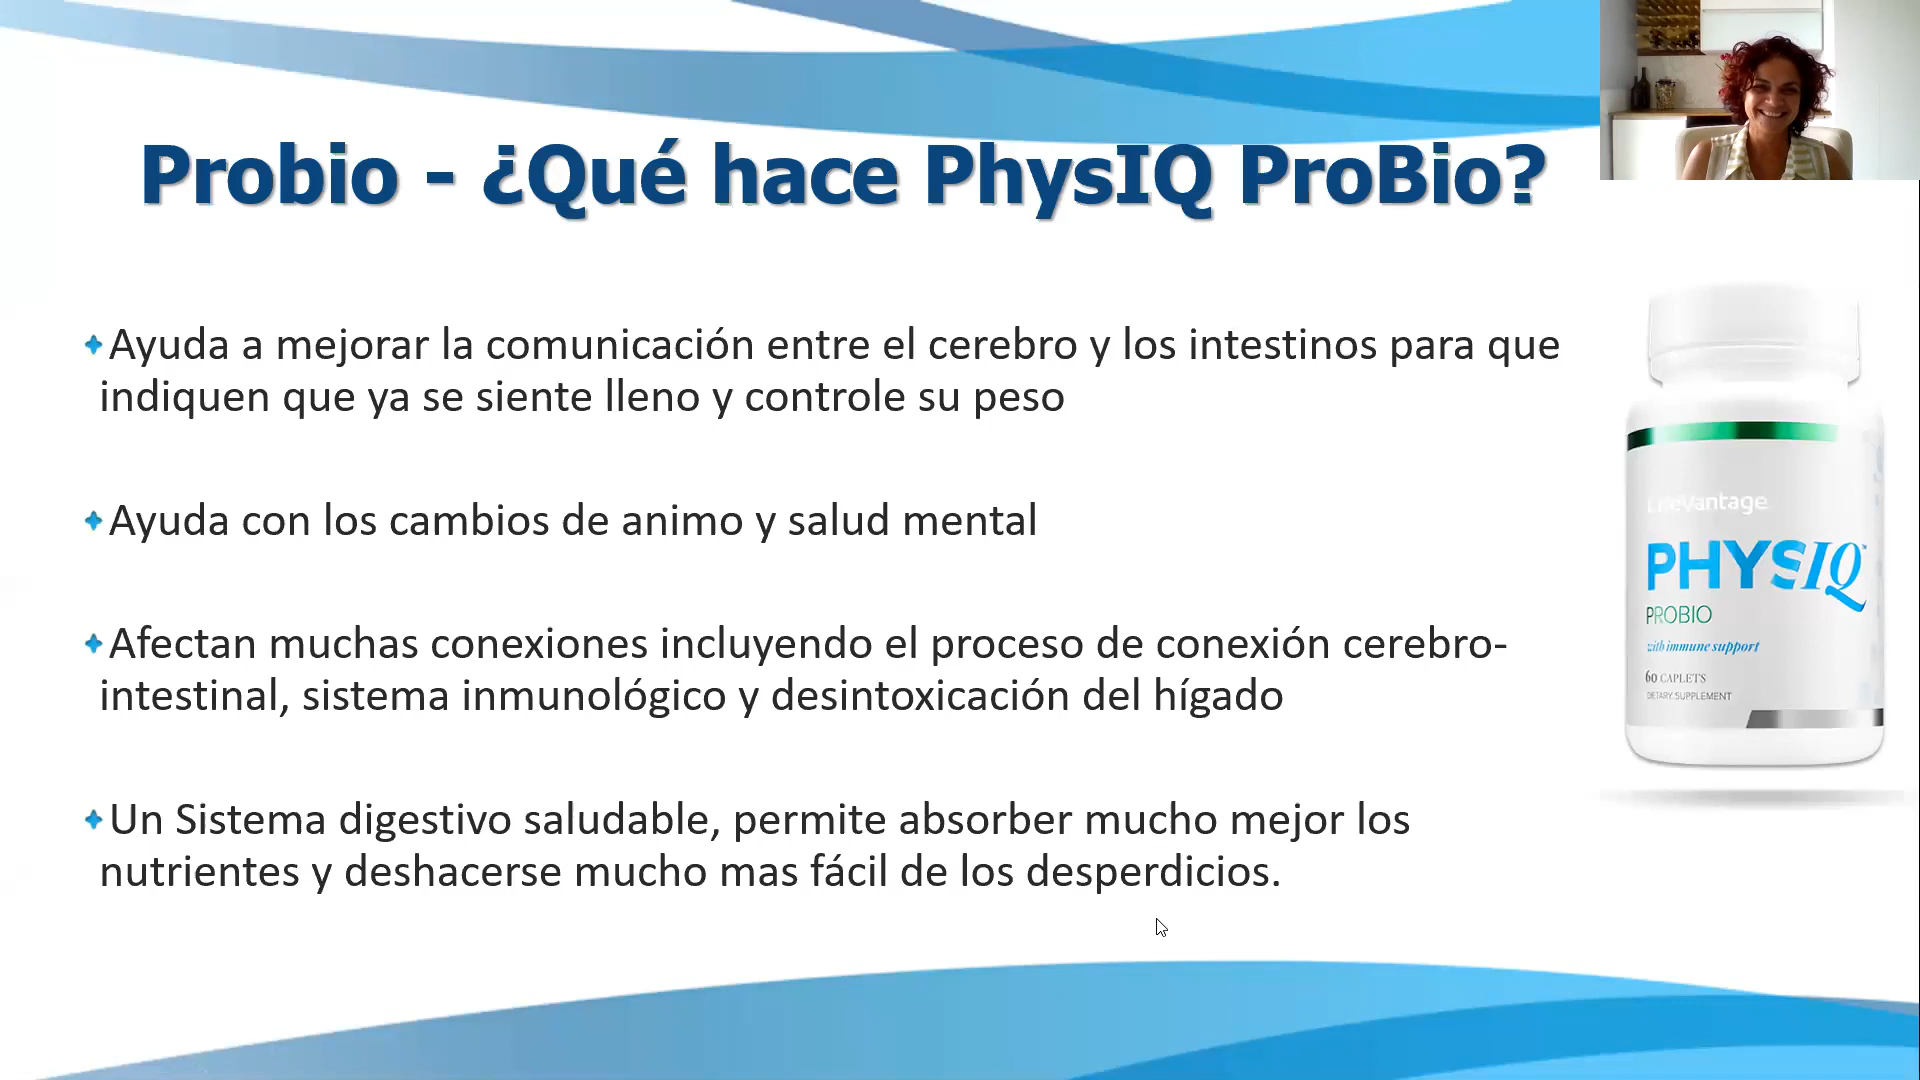 Probio - ¿Qué hace PhysIQ ProBio?
Ayuda a mejorar la comunicación entre el cerebro y los intestinos para que
indiquen que ya se siente lleno y controle su peso
Ayuda con los cambios de animo y salud mental
Afectan muchas conexiones incluyendo el proceso de conexión cerebro-
intestinal, sistema inmunológico y desintoxicación del hígado
Un Sistema digestivo saludable, permite absorber mucho mejor los
nutrientes y deshacerse mucho mas fácil de los desperdicios.
LifeVantage
PHYSIQ™
PROBIO
with immune support
60 CAPLETS
DIETARY SUPPLEMENT